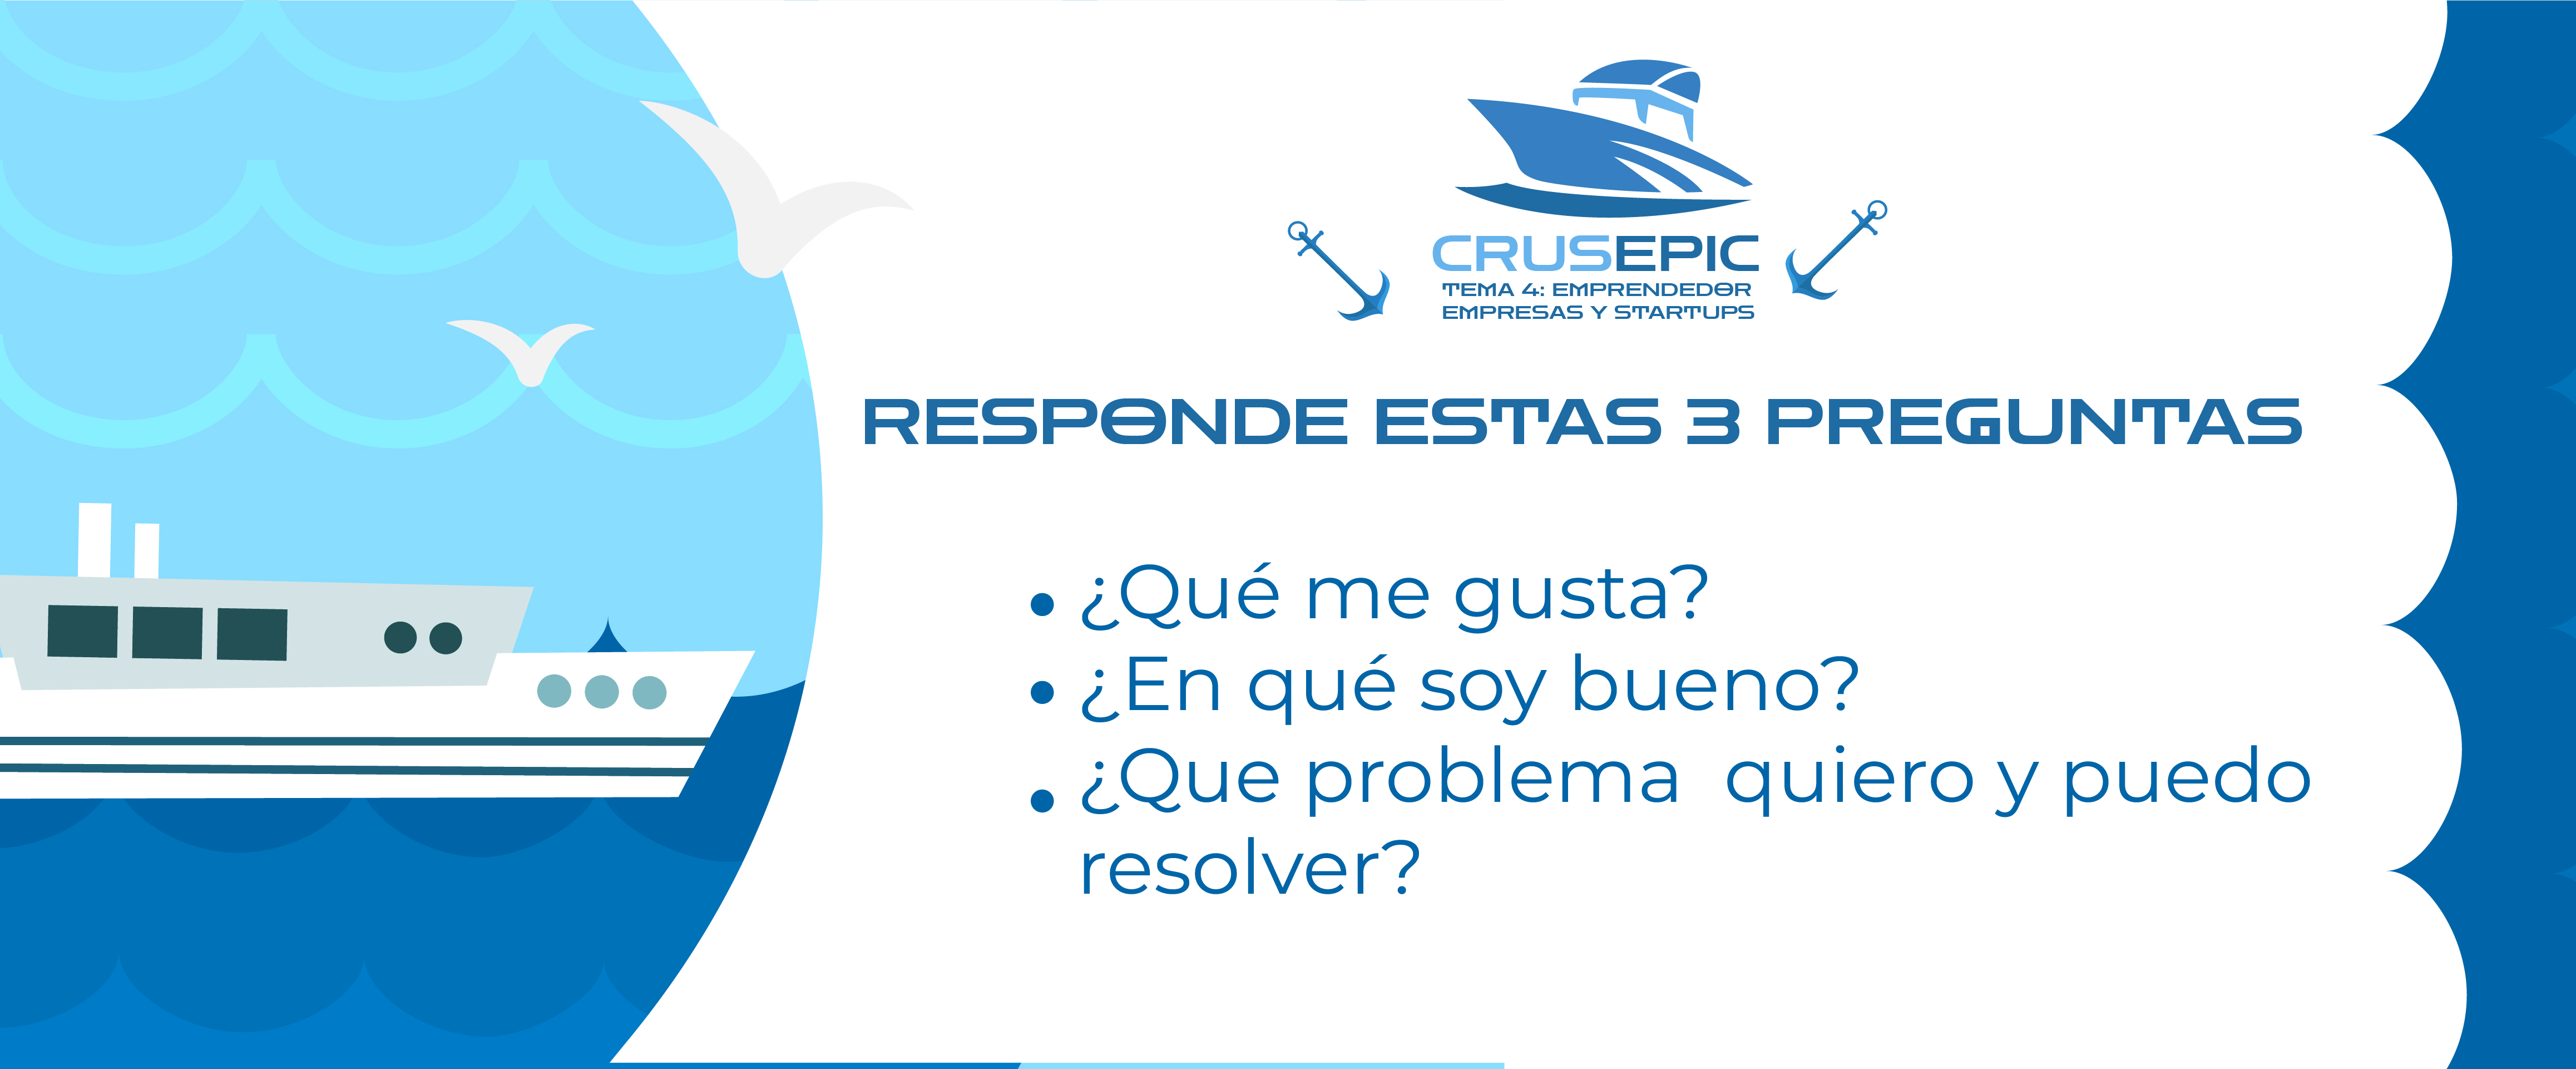 CRUSEPIC
TEMA 4: EMPRENDEDOR
EMPRESAS Y STARTUPS
RESPONDE ESTAS 3 PREGUNTAS
• ¿Qué me gusta?
• ¿En qué soy bueno?
• ¿Que problema  quiero y puedo
resolver?